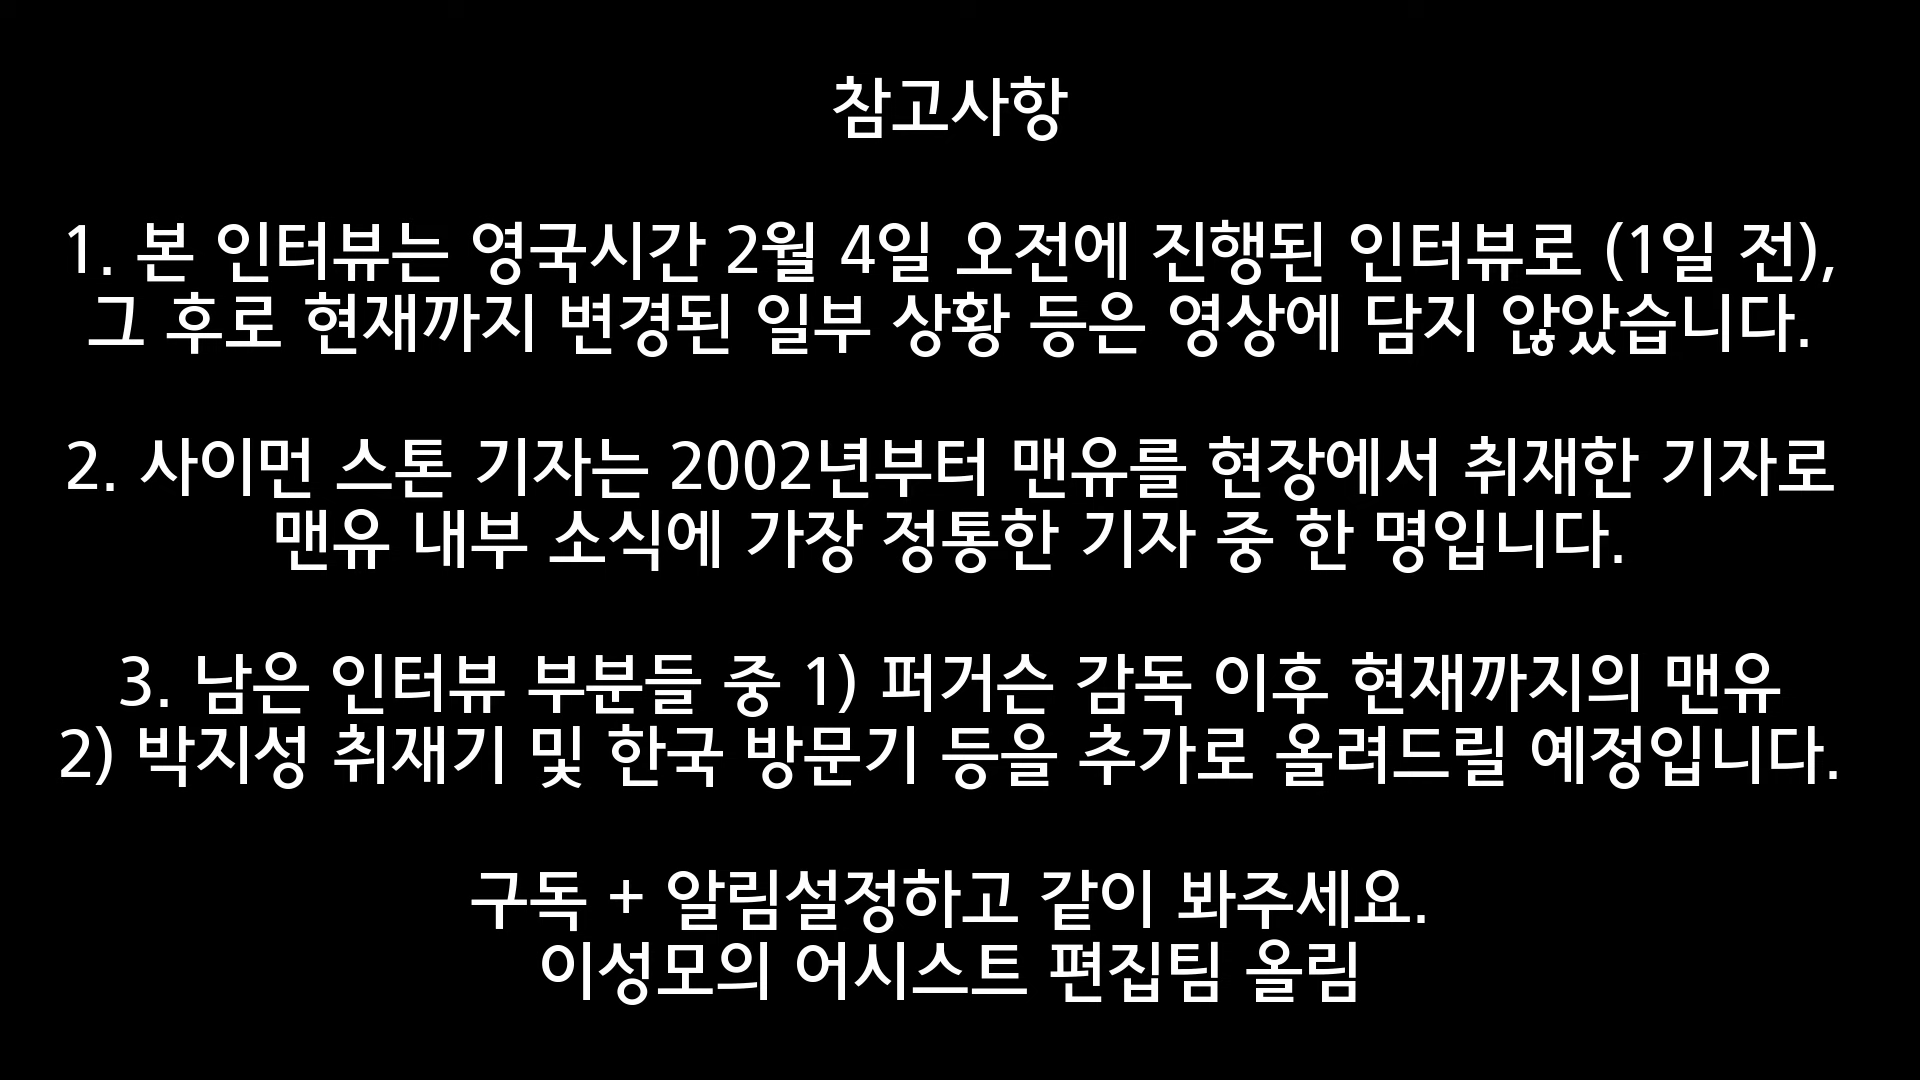 참고사항
1. 본 인터뷰는 영국시간 2월 4일 오전에 진행된 인터뷰로 (1일 전),
그 후로 현재까지 변경된 일부 상황 등은 영상에 담지 않았습니다.
2. 사이먼 스톤 기자는 2002년부터 맨유를 현장에서 취재한 기자로
맨유 내부 소식에 가장 정통한 기자 중 한 명입니다.
3. 남은 인터뷰 부분들 중 1) 퍼거슨 감독 이후 현재까지의 맨유
2) 박지성 취재기 및 한국 방문기 등을 추가로 올려드릴 예정입니다.
구독 + 알림설정하고 같이 봐주세요.
이성모의 어시스트 편집팀 올림